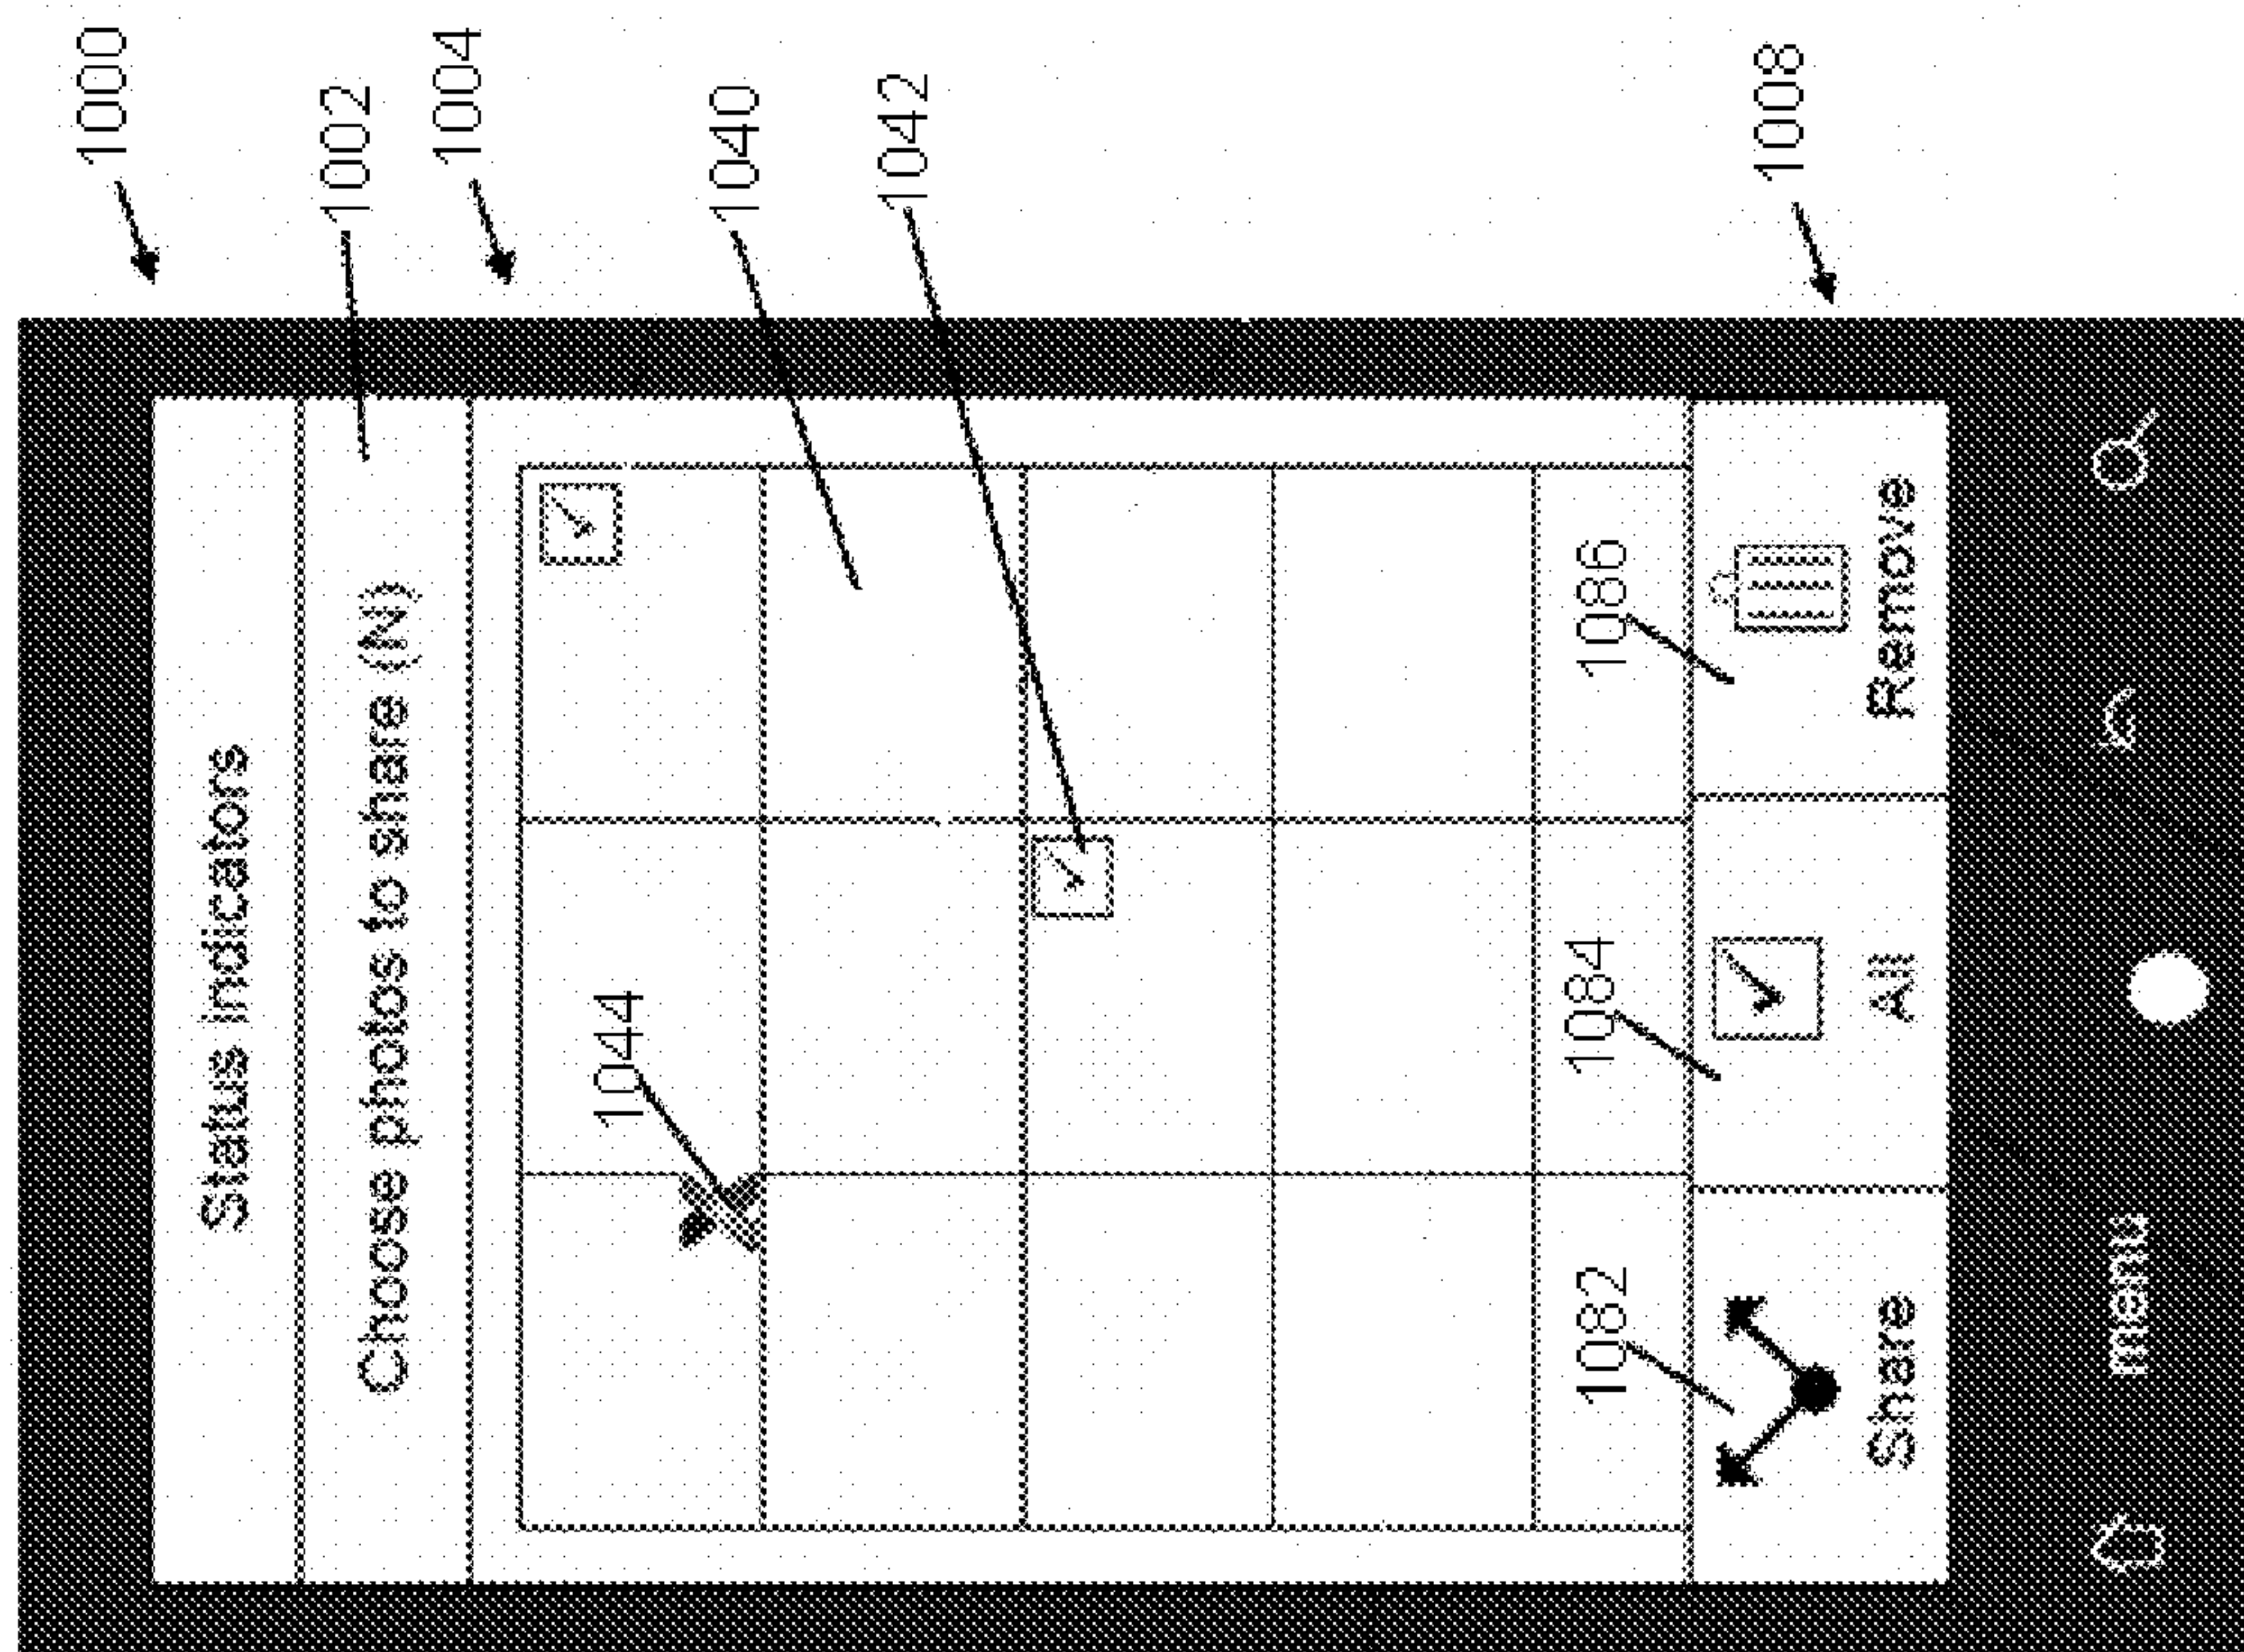 1000
Status Indicators
1002
Choose photos to share (N)
1004
1044
1040
1042
1082
1084
1086
1008
Share
All
Remove
menu